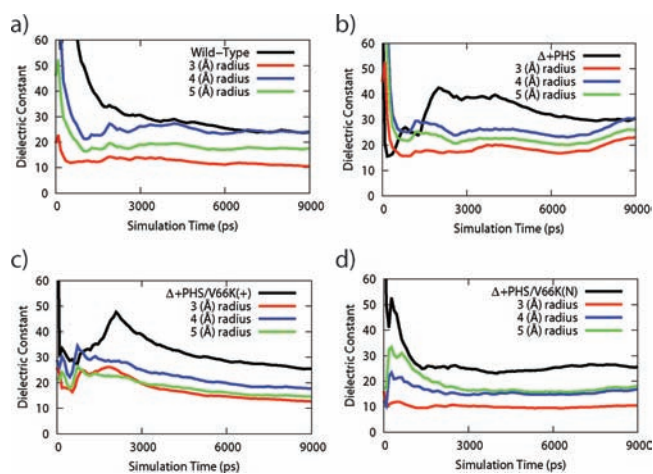 a)
Dielectric Constant
60
50
40
30
20
10
0
0 3000 6000 9000
Simulation Time (ps)
Wild-Type
3 (Å) radius
4 (Å) radius
5 (Å) radius
b)
Dielectric Constant
60
50
40
30
20
10
0
0 3000 6000 9000
Simulation Time (ps)
Δ+PHS
3 (Å) radius
4 (Å) radius
5 (Å) radius
c)
Dielectric Constant
60
50
40
30
20
10
0
0 3000 6000 9000
Simulation Time (ps)
Δ+PHS/V66K(+)
3 (Å) radius
4 (Å) radius
5 (Å) radius
d)
Dielectric Constant
60
50
40
30
20
10
0
0 3000 6000 9000
Simulation Time (ps)
Δ+PHS/V66K(N)
3 (Å) radius
4 (Å) radius
5 (Å) radius